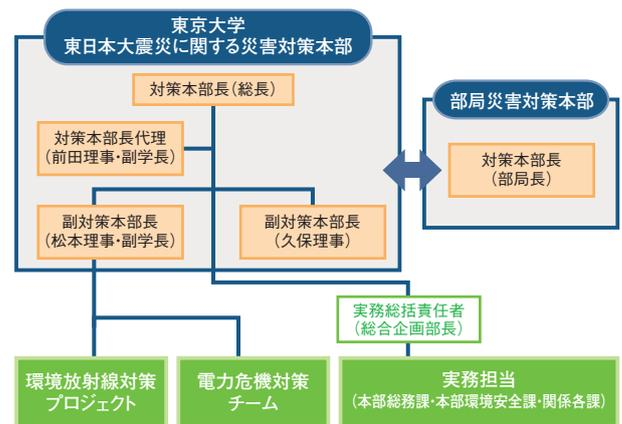 東京大学
東日本大震災に関する災害対策本部
対策本部長（総長）
対策本部長代理
（前田理事・副学長）
副対策本部長
（松本理事・副学長）
副対策本部長
（久保理事）
部局災害対策本部
対策本部長
（部局長）
実務総括責任者
（総合企画部長）
環境放射線対策
プロジェクト
電力危機対策
チーム
実務担当
（本部総務課・本部環境安全課・関係各課）